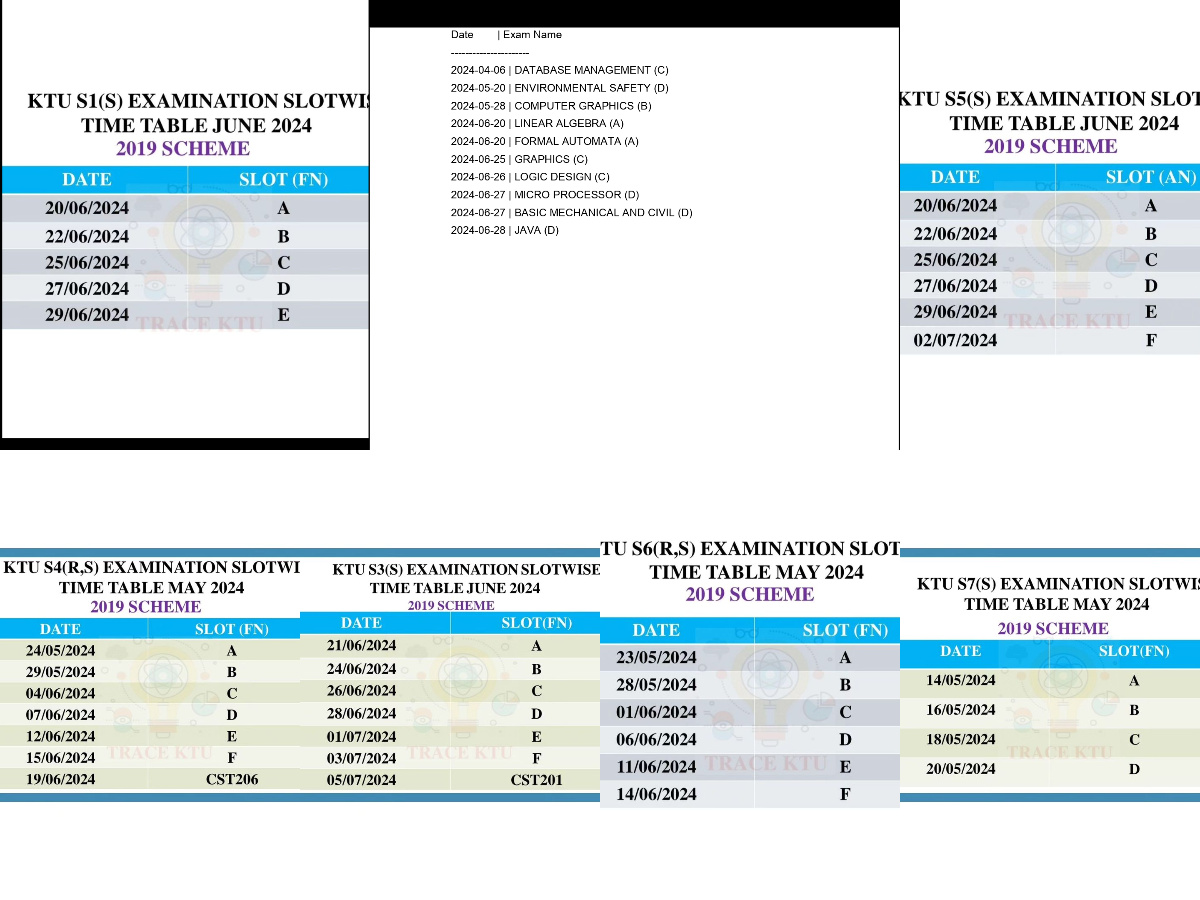 KTU S1(S) EXAMINATION SLOTWIS
TIME TABLE JUNE 2024
2019 SCHEME
DATE SLOT (FN)
20/06/2024 A
22/06/2024 B
25/06/2024 C
27/06/2024 D
29/06/2024 E
TRACE KTU
Date | Exam Name
----------------------
2024-04-06 | DATABASE MANAGEMENT (C)
2024-05-20 | ENVIRONMENTAL SAFETY (D)
2024-05-28 | COMPUTER GRAPHICS (B)
2024-06-20 | LINEAR ALGEBRA (A)
2024-06-20 | FORMAL AUTOMATA (A)
2024-06-25 | GRAPHICS (C)
2024-06-26 | LOGIC DESIGN (C)
2024-06-27 | MICRO PROCESSOR (D)
2024-06-27 | BASIC MECHANICAL AND CIVIL (D)
2024-06-28 | JAVA (D)
KTU S5(S) EXAMINATION SLOT
TIME TABLE JUNE 2024
2019 SCHEME
DATE SLOT (AN)
20/06/2024 A
22/06/2024 B
25/06/2024 C
27/06/2024 D
29/06/2024 E
TRACE KTU
02/07/2024 F
KTU S4(R,S) EXAMINATION SLOTWI
TIME TABLE MAY 2024
2019 SCHEME
DATE SLOT (FN)
24/05/2024 A
29/05/2024 B
04/06/2024 C
07/06/2024 D
12/06/2024 E
15/06/2024 F
TRACE KTU
19/06/2024 CST206
KTU S3(S) EXAMINATION SLOTWISE
TIME TABLE JUNE 2024
2019 SCHEME
DATE SLOT(FN)
21/06/2024 A
24/06/2024 B
26/06/2024 C
28/06/2024 D
01/07/2024 E
03/07/2024 F
TRACE KTU
05/07/2024 CST201
TU S6(R,S) EXAMINATION SLOT
TIME TABLE MAY 2024
2019 SCHEME
DATE SLOT (FN)
23/05/2024 A
28/05/2024 B
01/06/2024 C
06/06/2024 D
11/06/2024 E
TRACE KTU
14/06/2024 F
KTU S7(S) EXAMINATION SLOTWIS
TIME TABLE MAY 2024
2019 SCHEME
DATE SLOT(FN)
14/05/2024 A
16/05/2024 B
18/05/2024 C
TRACE KTU
20/05/2024 D